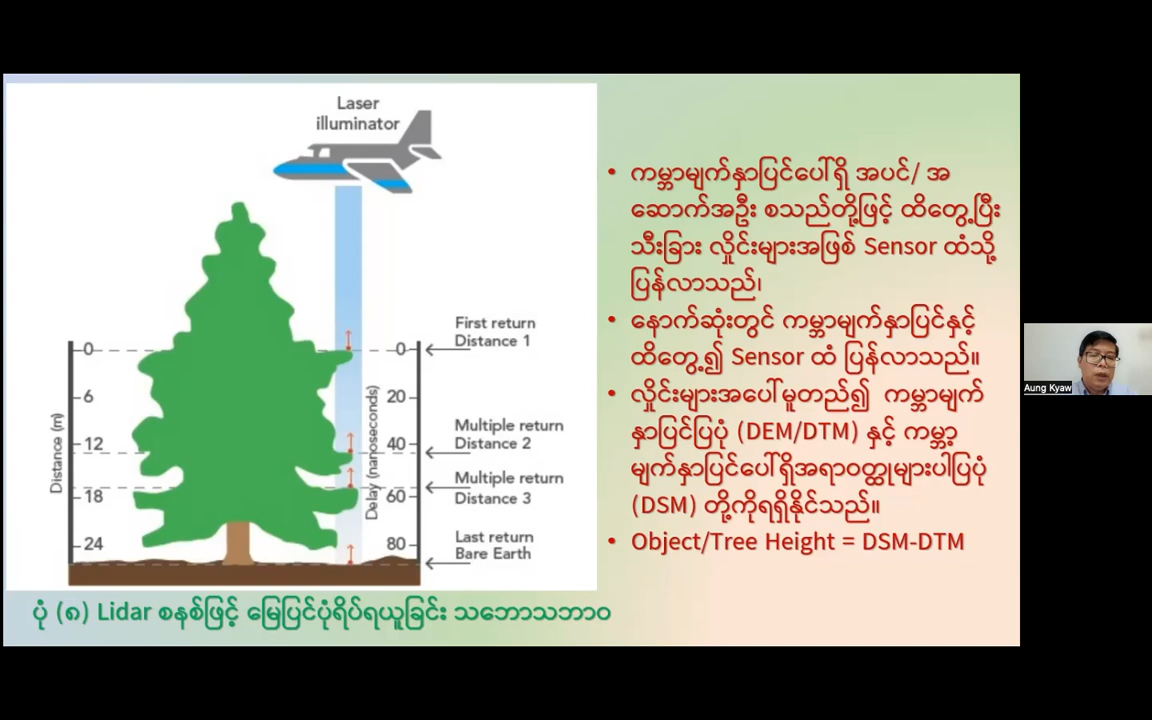 Laser
illuminator
First return
Distance 1
Multiple return
Distance 2
Multiple return
Distance 3
Last return
Bare Earth
Distance (m)
0
6
12
18
24
Delay (nanoseconds)
0
20
40
60
80
ပုံ (၈) Lidar စနစ်ဖြင့် မြေပြင်ပုံရိပ်ရယူခြင်း သဘောသဘာဝ
• ကမ္ဘာမျက်နှာပြင်ပေါ်ရှိ အပင်/ အ
ဆောက်အဦး စသည်တို့ဖြင့် ထိတွေ့ပြီး
သီးခြား လှိုင်းများအဖြစ် Sensor ထံသို့
ပြန်လာသည်၊
• နောက်ဆုံးတွင် ကမ္ဘာမျက်နှာပြင်နှင့်
ထိတွေ့၍ Sensor ထံ ပြန်လာသည်။
• လှိုင်းများအပေါ်မူတည်၍ ကမ္ဘာမျက်
နှာပြင်ပြပုံ (DEM/DTM) နှင့် ကမ္ဘာ့
မျက်နှာပြင်ပေါ်ရှိအရာဝတ္ထုများပါပြပုံ
(DSM) တို့ကိုရရှိနိုင်သည်။
• Object/Tree Height = DSM-DTM
Aung Kyaw